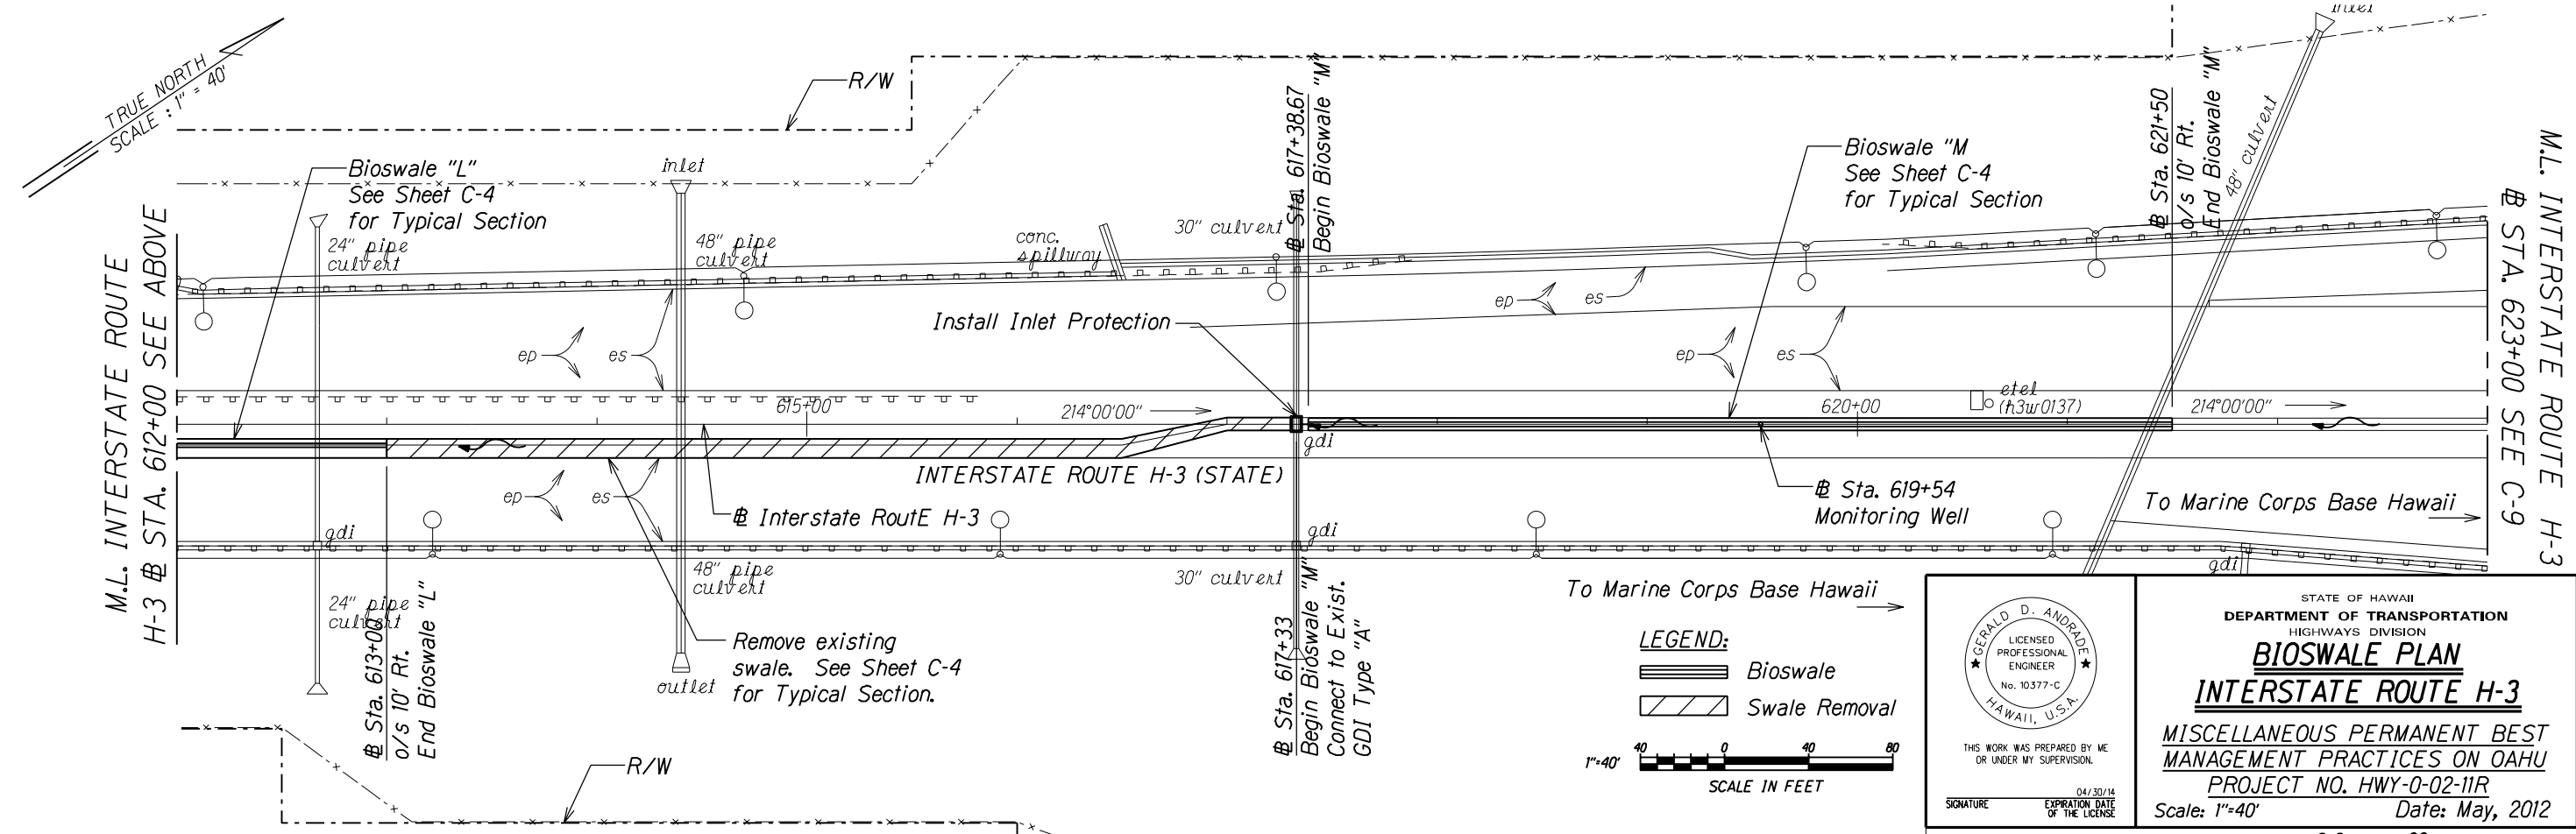 TRUE NORTH
SCALE : 1" = 40'
R/W
inlet
Bioswale "L"
See Sheet C-4
for Typical Section
inlet
24" pipe
culvert
48" pipe
culvert
conc.
spillway
30" culvert
℄ Sta. 617+38.67
Begin Bioswale "M"
Bioswale "M
See Sheet C-4
for Typical Section
℄ Sta. 621+50
o/s 10' Rt.
End Bioswale "M"
48" culvert
M.L. INTERSTATE ROUTE
H-3 ℄ STA. 612+00 SEE ABOVE
M.L. INTERSTATE ROUTE H-3
℄ STA. 623+00 SEE C-9
Install Inlet Protection
ep
es
ep
es
ep
es
615+00
214°00'00"
620+00
etel
(h3w0137)
214°00'00"
gdi
INTERSTATE ROUTE H-3 (STATE)
ep
es
℄ Interstate RoutE H-3
℄ Sta. 619+54
Monitoring Well
To Marine Corps Base Hawaii
gdi
gdi
gdi
24" pipe
culvert
48" pipe
culvert
30" culvert
℄ Sta. 613+00
o/s 10' Rt.
End Bioswale "L"
outlet
Remove existing
swale. See Sheet C-4
for Typical Section.
℄ Sta. 617+33
Begin Bioswale "M"
Connect to Exist.
GDI Type "A"
To Marine Corps Base Hawaii
R/W
LEGEND:
Bioswale
Swale Removal
1"=40'
40 0 40 80
SCALE IN FEET
GERALD D. ANDRADE
LICENSED
PROFESSIONAL
ENGINEER
No. 10377-C
HAWAII, U.S.A.
THIS WORK WAS PREPARED BY ME
OR UNDER MY SUPERVISION.
04/30/14
SIGNATURE EXPIRATION DATE
OF THE LICENSE
STATE OF HAWAII
DEPARTMENT OF TRANSPORTATION
HIGHWAYS DIVISION
BIOSWALE PLAN
INTERSTATE ROUTE H-3
MISCELLANEOUS PERMANENT BEST
MANAGEMENT PRACTICES ON OAHU
PROJECT NO. HWY-O-02-11R
Scale: 1"=40' Date: May, 2012